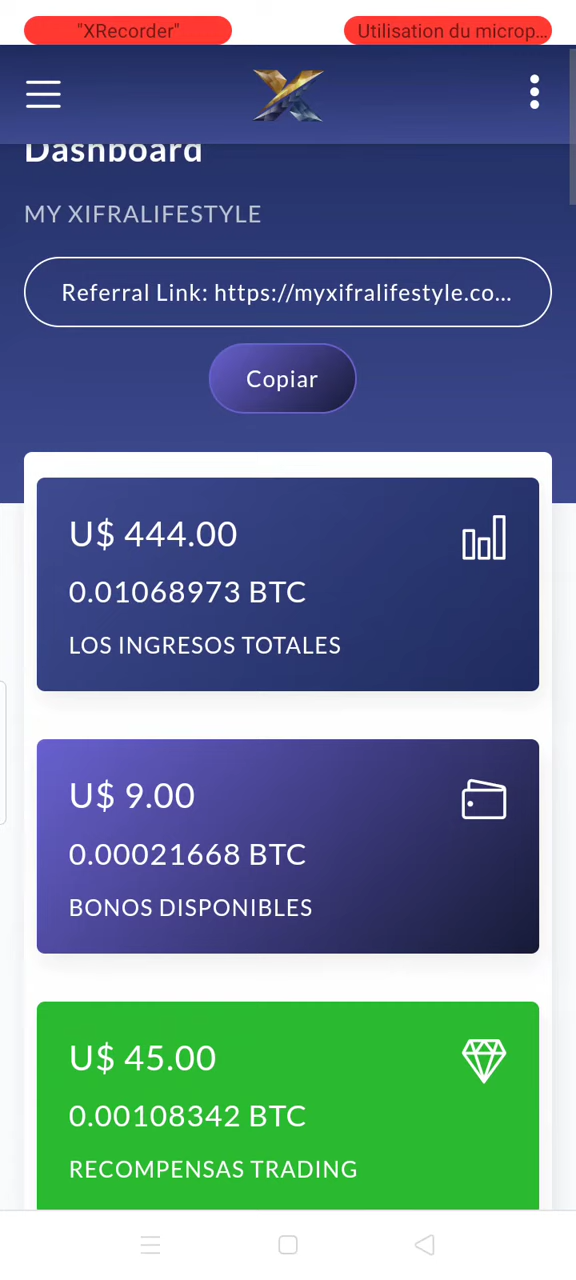 "XRecorder"
Utilisation du microp...
Dashboard
MY XIFRALIFESTYLE
Referral Link: https://myxifralifestyle.co...
Copiar
U$ 444.00
0.01068973 BTC
LOS INGRESOS TOTALES
U$ 9.00
0.00021668 BTC
BONOS DISPONIBLES
U$ 45.00
0.00108342 BTC
RECOMPENSAS TRADING